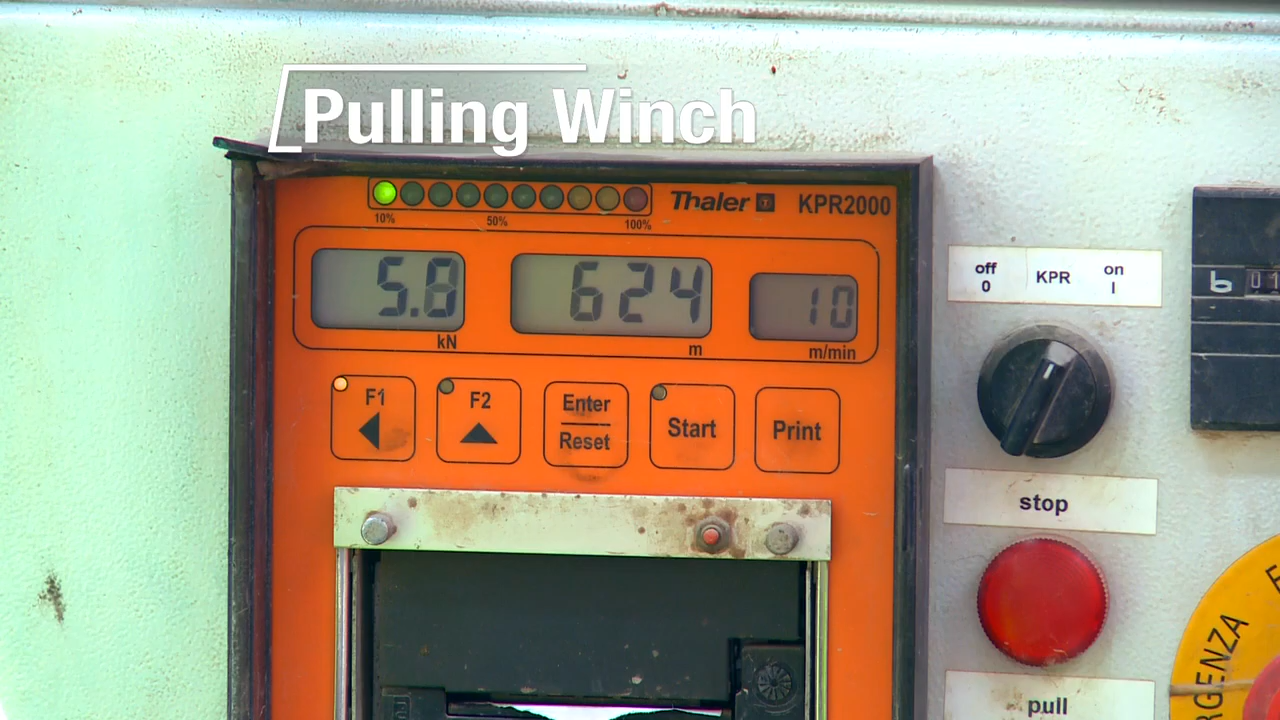 Pulling Winch
Thaler KPR2000
10% 50% 100%
5.8 624 10
kN m m/min
F1 F2 Enter Start Print
Reset
off KPR on
0 I
stop
pull
GENZA